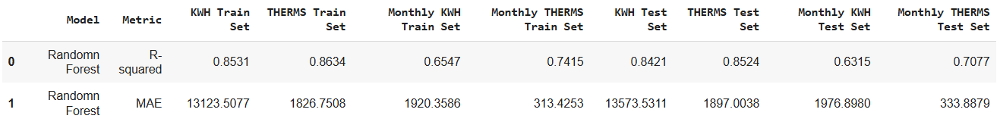 Model Metric KWH Train Set THERMS Train Set Monthly KWH Train Set Monthly THERMS Train Set KWH Test Set THERMS Test Set Monthly KWH Test Set Monthly THERMS Test Set
0 Randomn Forest R-squared 0.8531 0.8634 0.6547 0.7415 0.8421 0.8524 0.6315 0.7077
1 Randomn Forest MAE 13123.5077 1826.7508 1920.3586 313.4253 13573.5311 1897.0038 1976.8980 333.8879